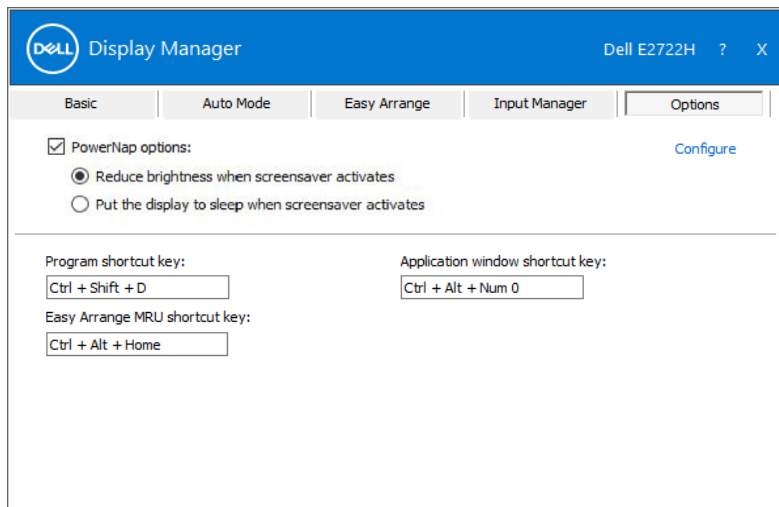 DELL Display Manager Dell E2722H ? X
Basic Auto Mode Easy Arrange Input Manager Options
PowerNap options: Configure
Reduce brightness when screensaver activates
Put the display to sleep when screensaver activates
Program shortcut key: Application window shortcut key:
Ctrl + Shift + D Ctrl + Alt + Num 0
Easy Arrange MRU shortcut key:
Ctrl + Alt + Home